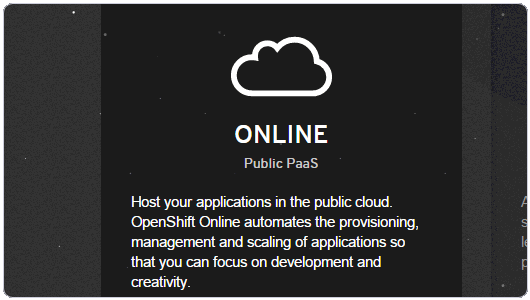 ONLINE
Public PaaS
Host your applications in the public cloud.
OpenShift Online automates the provisioning,
management and scaling of applications so
that you can focus on development and
creativity.